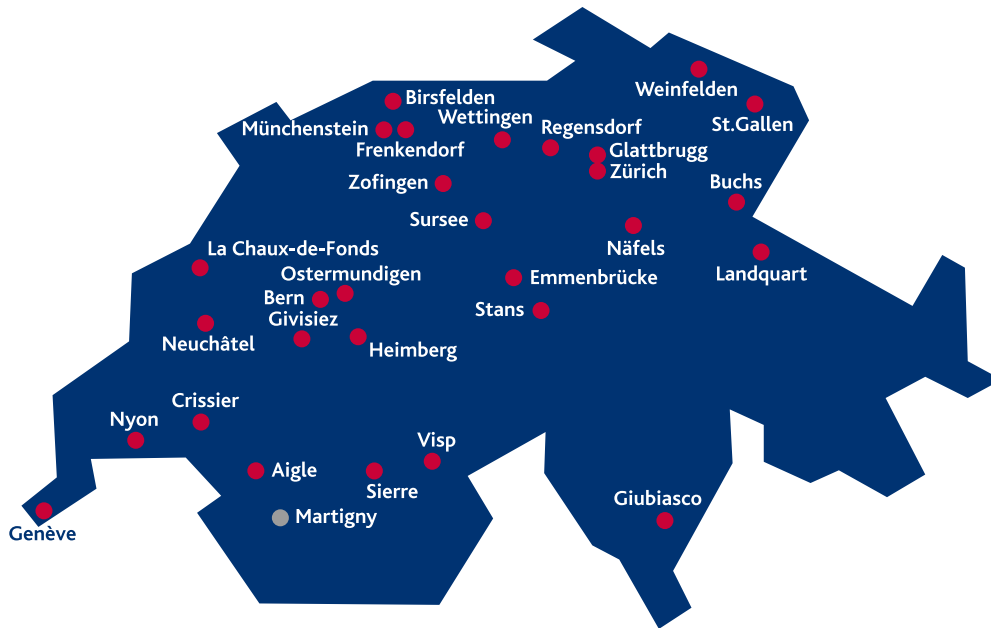 Weinfelden
Birsfelden
Wettingen
St.Gallen
Münchenstein
Regensdorf
Frenkendorf
Glattbrugg
Zürich
Zofingen
Buchs
Sursee
Näfels
La Chaux-de-Fonds
Ostermundigen
Emmenbrücke
Landquart
Bern
Stans
Givisiez
Neuchâtel
Heimberg
Crissier
Nyon
Visp
Aigle
Sierre
Giubiasco
Martigny
Genève